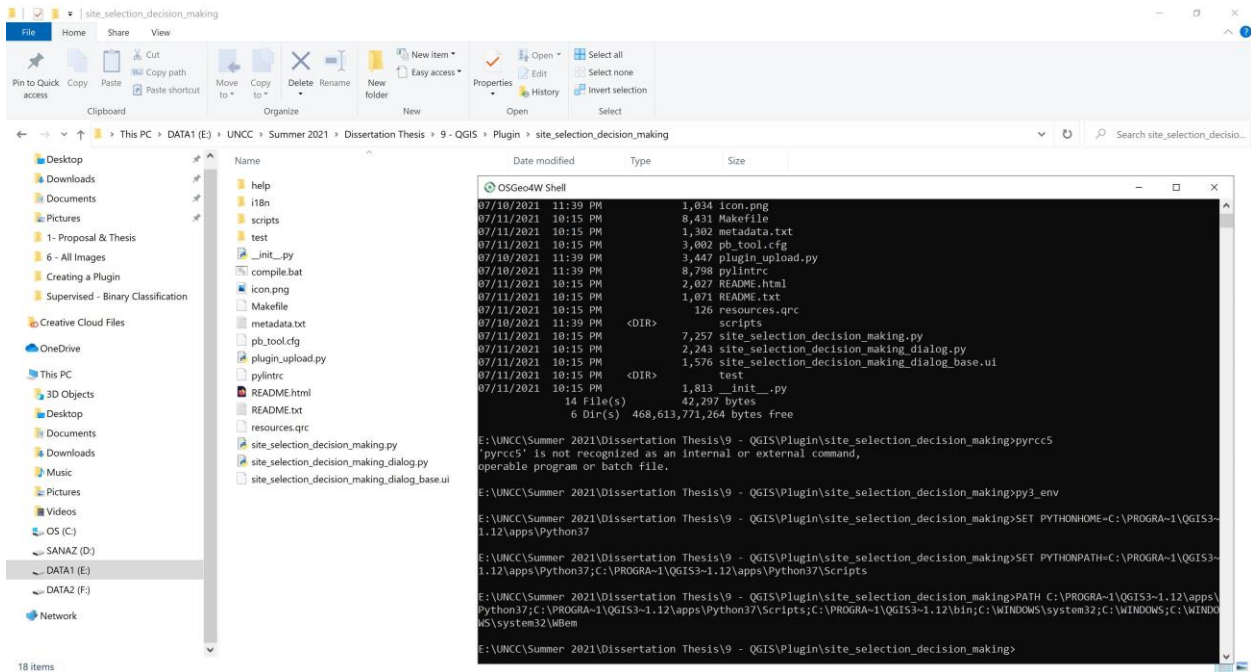 site_selection_decision_making
File Home Share View
Pin to Quick access
Copy
Paste
Cut
Copy path
Paste shortcut
Clipboard
Move to
Copy to
Delete
Rename
Organize
New folder
New item
Easy access
New
Properties
Open
Edit
History
Open
Select all
Select none
Invert selection
Select
This PC > DATA1 (E:) > UNCC > Summer 2021 > Dissertation Thesis > 9 - QGIS > Plugin > site_selection_decision_making
Search site_selection_decisio...
Desktop
Downloads
Documents
Pictures
1- Proposal & Thesis
6 - All Images
Creating a Plugin
Supervised - Binary Classification
Creative Cloud Files
OneDrive
This PC
3D Objects
Desktop
Documents
Downloads
Music
Pictures
Videos
OS (C:)
SANAZ (D:)
DATA1 (E:)
DATA2 (F:)
Network
18 items
Name Date modified Type Size
help
i18n
scripts
test
__init__.py
compile.bat
icon.png
Makefile
metadata.txt
pb_tool.cfg
plugin_upload.py
pylintrc
README.html
README.txt
resources.qrc
site_selection_decision_making.py
site_selection_decision_making_dialog.py
site_selection_decision_making_dialog_base.ui
OSGeo4W Shell
07/10/2021 11:39 PM 1,034 icon.png
07/11/2021 10:15 PM 8,431 Makefile
07/11/2021 10:15 PM 1,302 metadata.txt
07/11/2021 10:15 PM 3,002 pb_tool.cfg
07/10/2021 11:39 PM 3,447 plugin_upload.py
07/10/2021 11:39 PM 8,798 pylintrc
07/11/2021 10:15 PM 2,027 README.html
07/11/2021 10:15 PM 1,071 README.txt
07/11/2021 10:15 PM 126 resources.qrc
07/10/2021 11:39 PM <DIR> scripts
07/11/2021 10:15 PM 7,257 site_selection_decision_making.py
07/11/2021 10:15 PM 2,243 site_selection_decision_making_dialog.py
07/11/2021 10:15 PM 1,576 site_selection_decision_making_dialog_base.ui
07/11/2021 10:15 PM <DIR> test
07/11/2021 10:15 PM 1,813 __init__.py
14 File(s) 42,297 bytes
6 Dir(s) 468,613,771,264 bytes free
E:\UNCC\Summer 2021\Dissertation Thesis\9 - QGIS\Plugin\site_selection_decision_making>pyrcc5
'pyrcc5' is not recognized as an internal or external command,
operable program or batch file.
E:\UNCC\Summer 2021\Dissertation Thesis\9 - QGIS\Plugin\site_selection_decision_making>py3_env
E:\UNCC\Summer 2021\Dissertation Thesis\9 - QGIS\Plugin\site_selection_decision_making>SET PYTHONHOME=C:\PROGRA~1\QGIS3~
1.12\apps\Python37
E:\UNCC\Summer 2021\Dissertation Thesis\9 - QGIS\Plugin\site_selection_decision_making>SET PYTHONPATH=C:\PROGRA~1\QGIS3~
1.12\apps\Python37;C:\PROGRA~1\QGIS3~1.12\apps\Python37\Scripts
E:\UNCC\Summer 2021\Dissertation Thesis\9 - QGIS\Plugin\site_selection_decision_making>PATH C:\PROGRA~1\QGIS3~1.12\apps\
Python37;C:\PROGRA~1\QGIS3~1.12\apps\Python37\Scripts;C:\PROGRA~1\QGIS3~1.12\bin;C:\WINDOWS\system32;C:\WINDOWS;C:\WINDO
WS\system32\WBem
E:\UNCC\Summer 2021\Dissertation Thesis\9 - QGIS\Plugin\site_selection_decision_making>